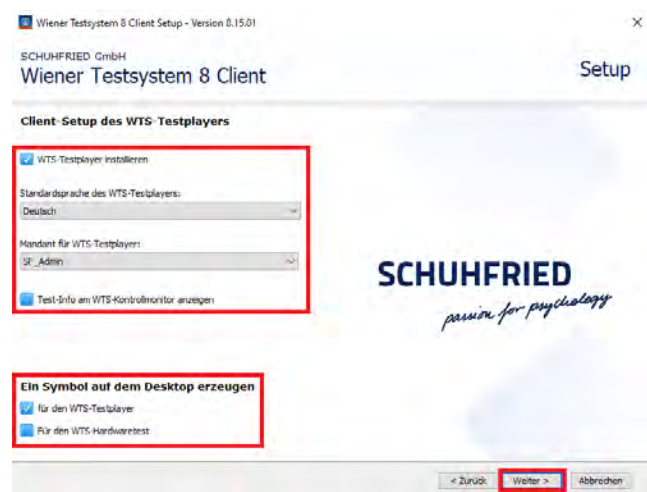 Wiener Testsystem 8 Client Setup - Version 8.15.01
SCHUHFRIED GmbH
Wiener Testsystem 8 Client
Setup
Client-Setup des WTS-Testplayers
WTS-Testplayer installieren
Standardsprache des WTS-Testplayers:
Deutsch
Mandant für WTS-Testplayer:
SF_Admin
Test-Info am WTS-Kontrollmonitor anzeigen
SCHUHFRIED
passion for psychology
Ein Symbol auf dem Desktop erzeugen
für den WTS-Testplayer
Für den WTS-Hardwaretest
< Zurück
Weiter >
Abbrechen